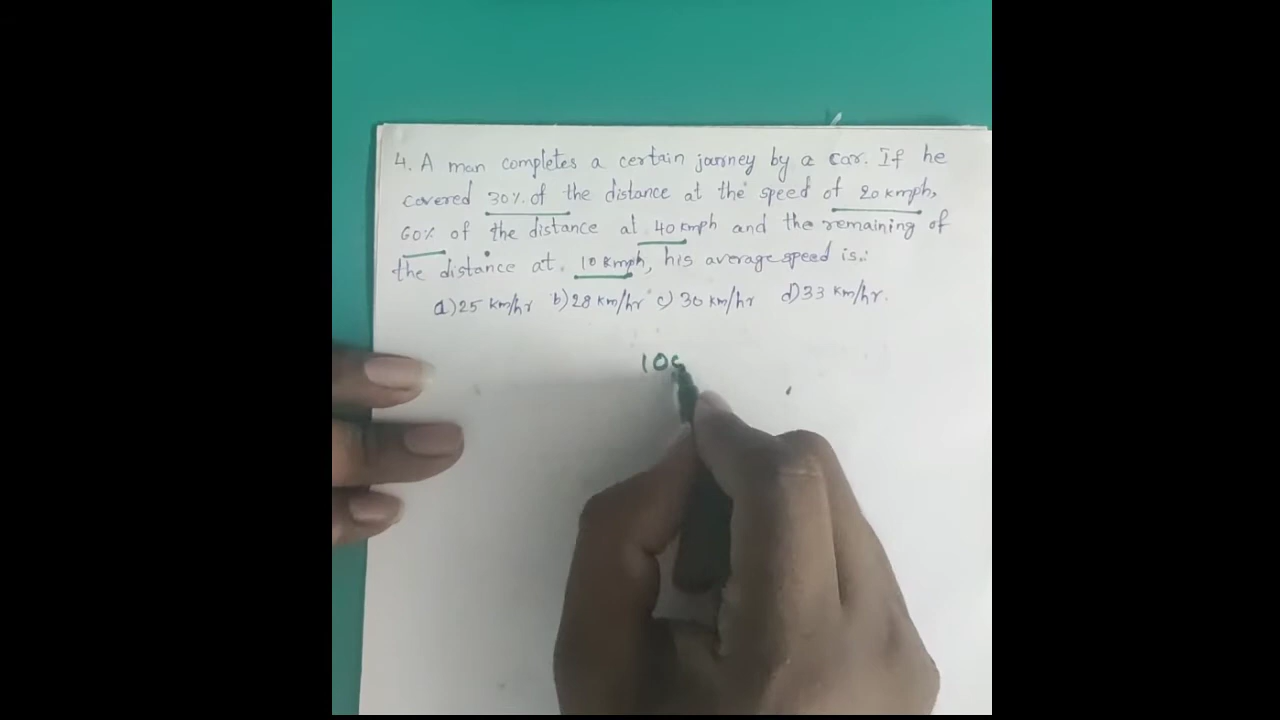 4. A man completes a certain janney by a car. If he
covered 30% of the distance at the speed of 20 kmph,
60% of the distance at 40 kmph and the remaining of
the distance at 10 kmph, his average speed is:
a) 25 km/hr b) 28 km/hr c) 30 km/hr d) 33 km/hr.
10